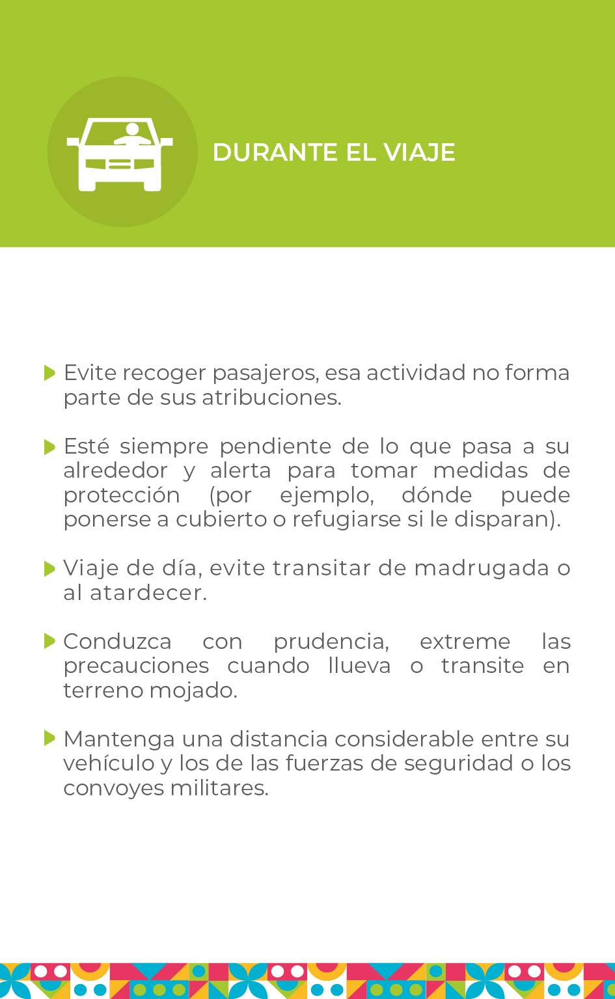 DURANTE EL VIAJE
Evite recoger pasajeros, esa actividad no forma
parte de sus atribuciones.
Esté siempre pendiente de lo que pasa a su
alrededor y alerta para tomar medidas de
protección (por ejemplo, dónde puede
ponerse a cubierto o refugiarse si le disparan).
Viaje de día, evite transitar de madrugada o
al atardecer.
Conduzca con prudencia, extreme las
precauciones cuando llueva o transite en
terreno mojado.
Mantenga una distancia considerable entre su
vehículo y los de las fuerzas de seguridad o los
convoyes militares.